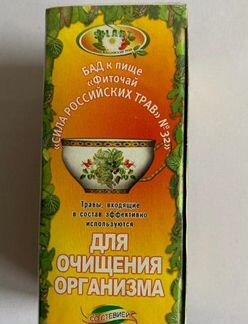 БАД к пище
«Фиточай
«СИЛА РОССИЙСКИХ ТРАВ» № 32»
Травы, входящие
в состав эффективно
используются
ДЛЯ
ОЧИЩЕНИЯ
ОРГАНИЗМА
СО СТЕВИЕЙ